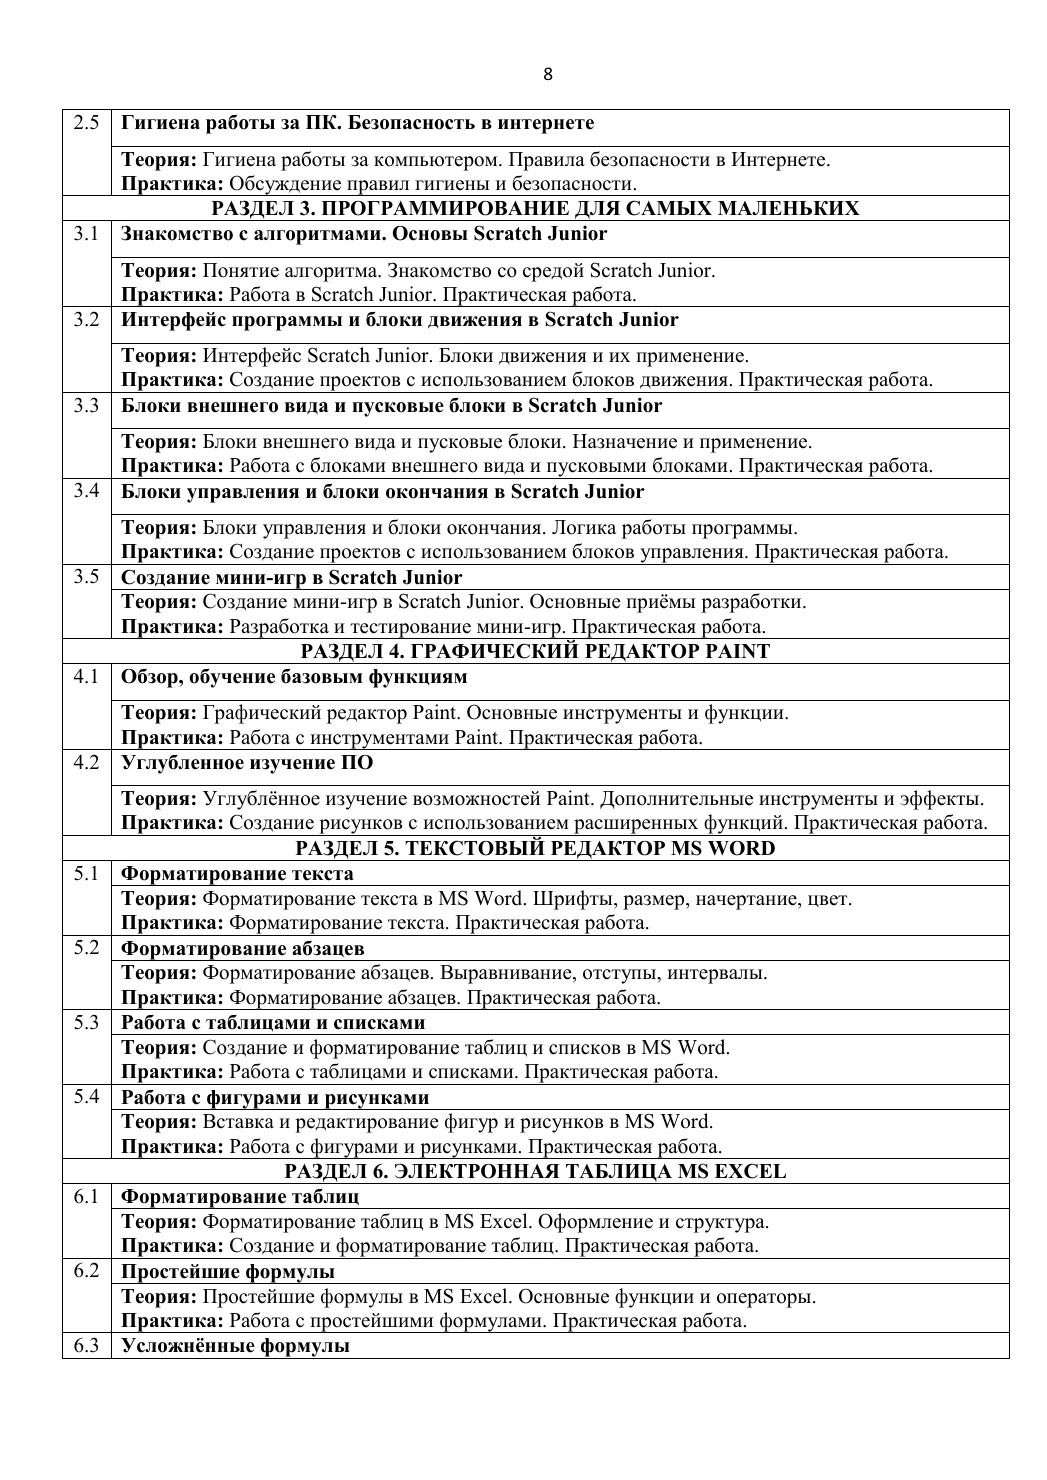 8
2.5 Гигиена работы за ПК. Безопасность в интернете
Теория: Гигиена работы за компьютером. Правила безопасности в Интернете.
Практика: Обсуждение правил гигиены и безопасности.
РАЗДЕЛ 3. ПРОГРАММИРОВАНИЕ ДЛЯ САМЫХ МАЛЕНЬКИХ
3.1 Знакомство с алгоритмами. Основы Scratch Junior
Теория: Понятие алгоритма. Знакомство со средой Scratch Junior.
Практика: Работа в Scratch Junior. Практическая работа.
3.2 Интерфейс программы и блоки движения в Scratch Junior
Теория: Интерфейс Scratch Junior. Блоки движения и их применение.
Практика: Создание проектов с использованием блоков движения. Практическая работа.
3.3 Блоки внешнего вида и пусковые блоки в Scratch Junior
Теория: Блоки внешнего вида и пусковые блоки. Назначение и применение.
Практика: Работа с блоками внешнего вида и пусковыми блоками. Практическая работа.
3.4 Блоки управления и блоки окончания в Scratch Junior
Теория: Блоки управления и блоки окончания. Логика работы программы.
Практика: Создание проектов с использованием блоков управления. Практическая работа.
3.5 Создание мини-игр в Scratch Junior
Теория: Создание мини-игр в Scratch Junior. Основные приёмы разработки.
Практика: Разработка и тестирование мини-игр. Практическая работа.
РАЗДЕЛ 4. ГРАФИЧЕСКИЙ РЕДАКТОР PAINT
4.1 Обзор, обучение базовым функциям
Теория: Графический редактор Paint. Основные инструменты и функции.
Практика: Работа с инструментами Paint. Практическая работа.
4.2 Углубленное изучение ПО
Теория: Углублённое изучение возможностей Paint. Дополнительные инструменты и эффекты.
Практика: Создание рисунков с использованием расширенных функций. Практическая работа.
РАЗДЕЛ 5. ТЕКСТОВЫЙ РЕДАКТОР MS WORD
5.1 Форматирование текста
Теория: Форматирование текста в MS Word. Шрифты, размер, начертание, цвет.
Практика: Форматирование текста. Практическая работа.
5.2 Форматирование абзацев
Теория: Форматирование абзацев. Выравнивание, отступы, интервалы.
Практика: Форматирование абзацев. Практическая работа.
5.3 Работа с таблицами и списками
Теория: Создание и форматирование таблиц и списков в MS Word.
Практика: Работа с таблицами и списками. Практическая работа.
5.4 Работа с фигурами и рисунками
Теория: Вставка и редактирование фигур и рисунков в MS Word.
Практика: Работа с фигурами и рисунками. Практическая работа.
РАЗДЕЛ 6. ЭЛЕКТРОННАЯ ТАБЛИЦА MS EXCEL
6.1 Форматирование таблиц
Теория: Форматирование таблиц в MS Excel. Оформление и структура.
Практика: Создание и форматирование таблиц. Практическая работа.
6.2 Простейшие формулы
Теория: Простейшие формулы в MS Excel. Основные функции и операторы.
Практика: Работа с простейшими формулами. Практическая работа.
6.3 Усложнённые формулы